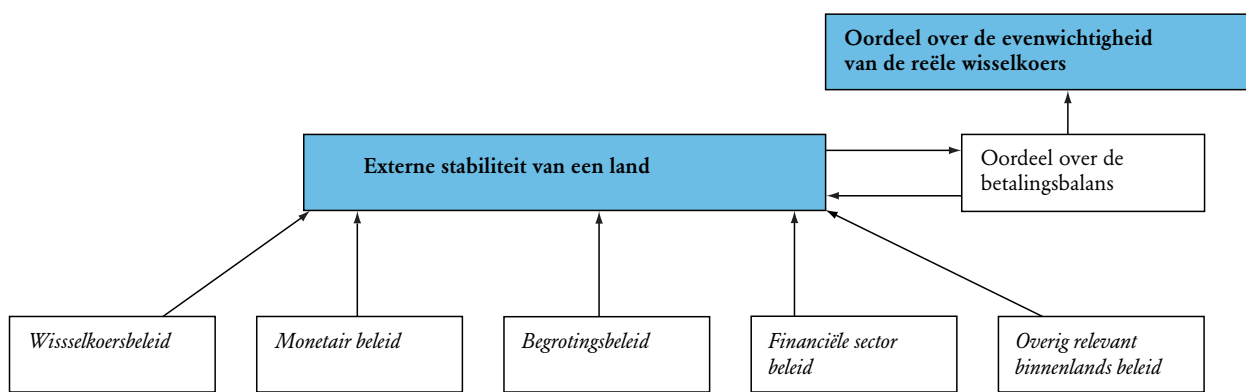 Oordeel over de evenwichtigheid
van de reële wisselkoers
Externe stabiliteit van een land
Oordeel over de
betalingsbalans
Wissselkoersbeleid
Monetair beleid
Begrotingsbeleid
Financiële sector
beleid
Overig relevant
binnenlands beleid